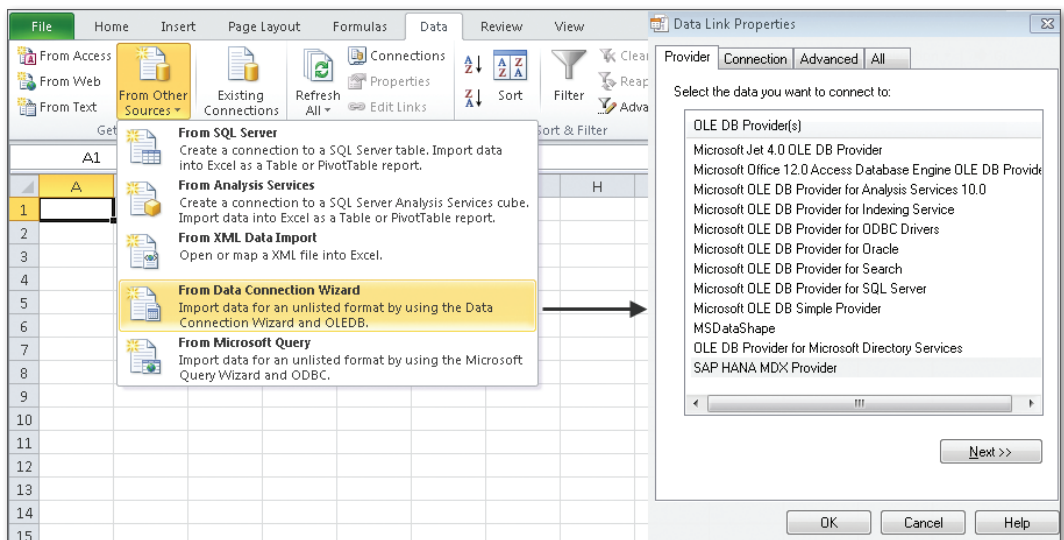 File Home Insert Page Layout Formulas Data Review View
From Access
From Web
From Text
From Other Sources
Existing Connections
Refresh All
Connections
Properties
Edit Links
Sort
Filter
Clea
Reap
Adva
Get
Sort & Filter
A1
A H
1
2
3
4
5
6
7
8
9
10
11
12
13
14
15
From SQL Server
Create a connection to a SQL Server table. Import data
into Excel as a Table or PivotTable report.
From Analysis Services
Create a connection to a SQL Server Analysis Services cube.
Import data into Excel as a Table or PivotTable report.
From XML Data Import
Open or map a XML file into Excel.
From Data Connection Wizard
Import data for an unlisted format by using the Data
Connection Wizard and OLEDB.
From Microsoft Query
Import data for an unlisted format by using the Microsoft
Query Wizard and ODBC.
Data Link Properties
Provider Connection Advanced All
Select the data you want to connect to:
OLE DB Provider(s)
Microsoft Jet 4.0 OLE DB Provider
Microsoft Office 12.0 Access Database Engine OLE DB Provide
Microsoft OLE DB Provider for Analysis Services 10.0
Microsoft OLE DB Provider for Indexing Service
Microsoft OLE DB Provider for ODBC Drivers
Microsoft OLE DB Provider for Oracle
Microsoft OLE DB Provider for Search
Microsoft OLE DB Provider for SQL Server
Microsoft OLE DB Simple Provider
MSDataShape
OLE DB Provider for Microsoft Directory Services
SAP HANA MDX Provider
Next >>
OK Cancel Help